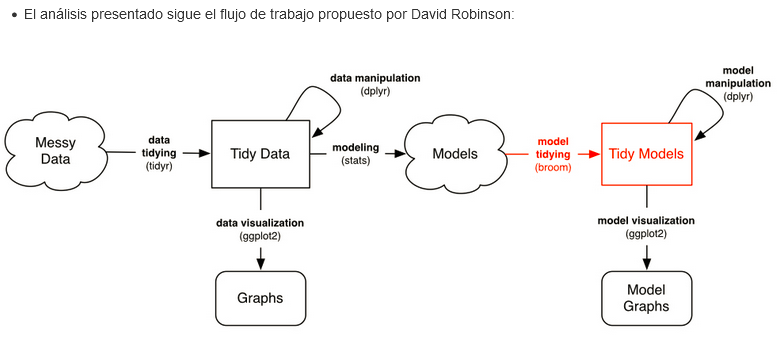 El análisis presentado sigue el flujo de trabajo propuesto por David Robinson:
data manipulation
(dplyr)
model
manipulation
(dplyr)
Messy
Data
data
tidying
(tidyr)
Tidy Data
modeling
(stats)
Models
model
tidying
(broom)
Tidy Models
data visualization
(ggplot2)
model visualization
(ggplot2)
Graphs
Model
Graphs